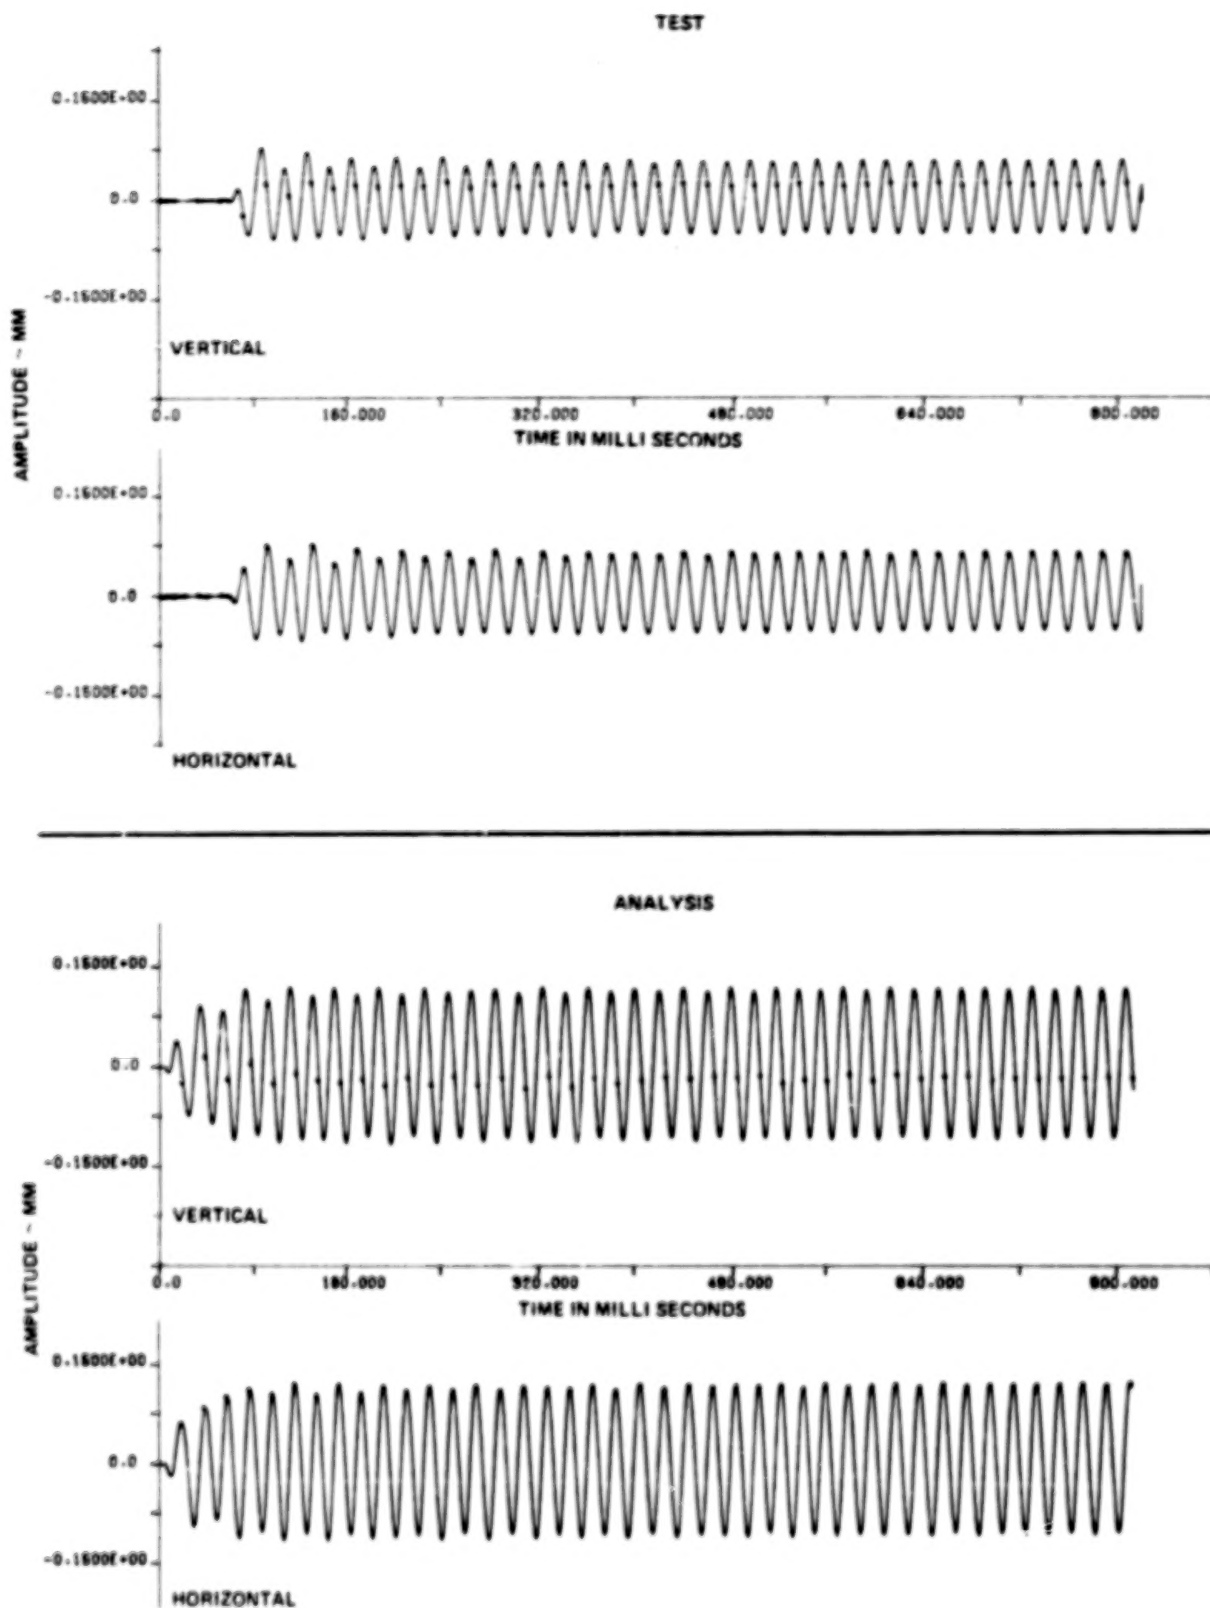 TEST
0.1500E+00
0.0
-0.1500E+00
VERTICAL
0.0 160.000 320.000 480.000 640.000 800.000
TIME IN MILLI SECONDS
AMPLITUDE ~ MM
0.1500E+00
0.0
-0.1500E+00
HORIZONTAL
ANALYSIS
0.1500E+00
0.0
-0.1500E+00
VERTICAL
0.0 160.000 320.000 480.000 640.000 800.000
TIME IN MILLI SECONDS
AMPLITUDE ~ MM
0.1500E+00
0.0
-0.1500E+00
HORIZONTAL